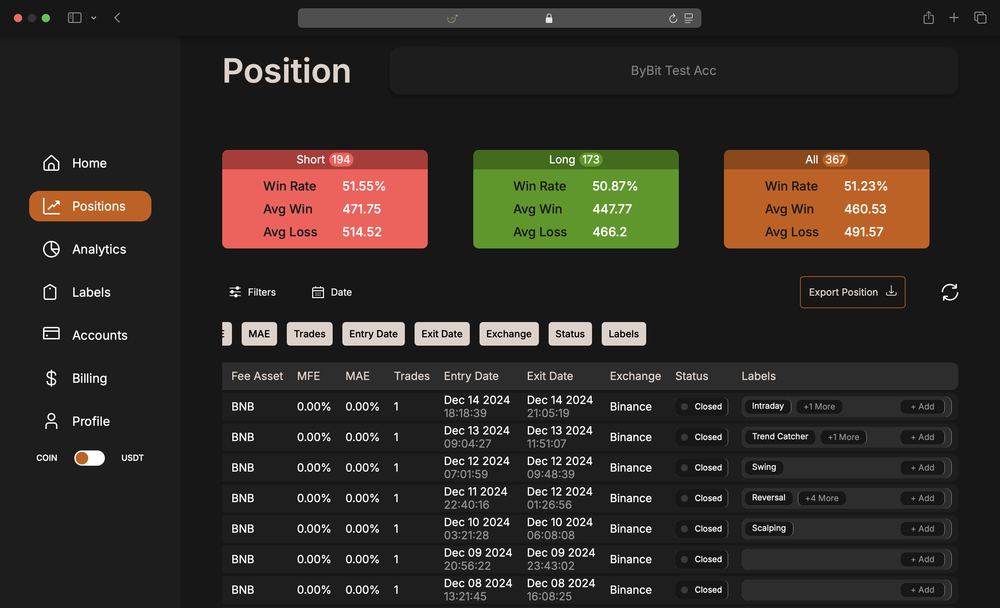 Position
ByBit Test Acc
Home
Positions
Analytics
Labels
Accounts
Billing
Profile
COIN USDT
Short 194
Win Rate 51.55%
Avg Win 471.75
Avg Loss 514.52
Long 173
Win Rate 50.87%
Avg Win 447.77
Avg Loss 466.2
All 367
Win Rate 51.23%
Avg Win 460.53
Avg Loss 491.57
Filters Date Export Position
MAE Trades Entry Date Exit Date Exchange Status Labels
Fee Asset MFE MAE Trades Entry Date Exit Date Exchange Status Labels
BNB 0.00% 0.00% 1 Dec 14 2024 18:18:39 Dec 14 2024 21:05:19 Binance Closed Intraday +1 More + Add
BNB 0.00% 0.00% 1 Dec 13 2024 09:04:27 Dec 13 2024 11:51:07 Binance Closed Trend Catcher +1 More + Add
BNB 0.00% 0.00% 1 Dec 12 2024 07:01:59 Dec 12 2024 09:48:39 Binance Closed Swing + Add
BNB 0.00% 0.00% 1 Dec 11 2024 22:40:16 Dec 12 2024 01:26:56 Binance Closed Reversal +4 More + Add
BNB 0.00% 0.00% 1 Dec 10 2024 03:21:28 Dec 10 2024 06:08:08 Binance Closed Scalping + Add
BNB 0.00% 0.00% 1 Dec 09 2024 20:56:22 Dec 09 2024 23:43:02 Binance Closed + Add
BNB 0.00% 0.00% 1 Dec 08 2024 13:21:45 Dec 08 2024 16:08:25 Binance Closed + Add